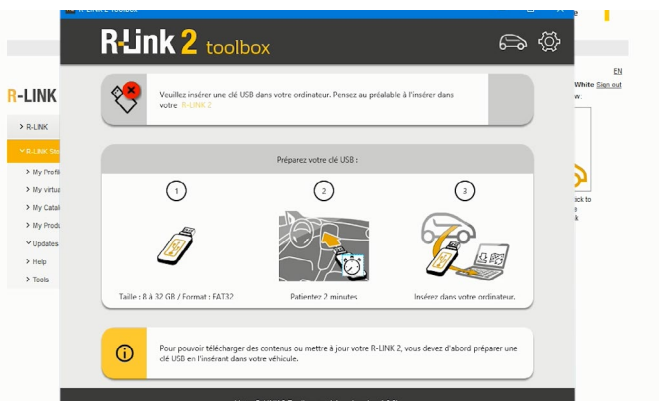 R-Link 2 toolbox
Veuillez insérer une clé USB dans votre ordinateur. Pensez au préalable à l'insérer dans
votre R-LINK 2
Préparez votre clé USB :
1
2
3
Taille : 8 à 32 GB / Format : FAT32
Patientez 2 minutes
Insérez dans votre ordinateur.
Pour pouvoir télécharger des contenus ou mettre à jour votre R-LINK 2, vous devez d'abord préparer une
clé USB en l'insérant dans votre véhicule.
R-LINK
> R-LINK
R-LINK
> My
> My
> My
> My
Updates
> Help
> Tools
EN
White Sign out